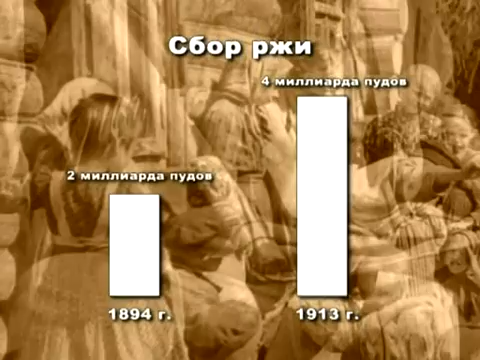 Сбор ржи
4 миллиарда пудов
2 миллиарда пудов
1894 г.
1913 г.